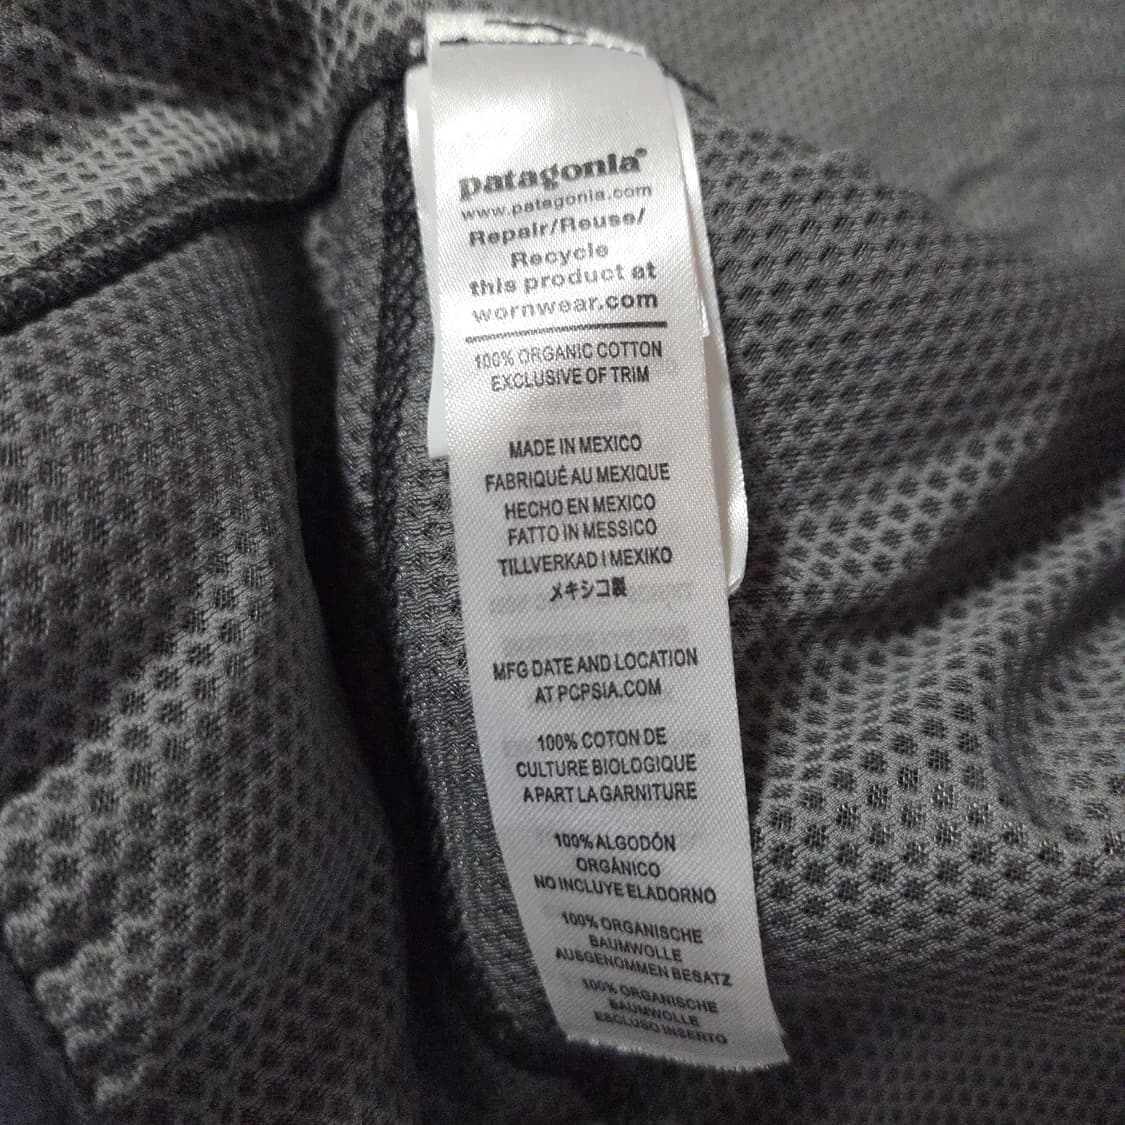 patagonia®
www.patagonia.com
Repair/Reuse/
Recycle
this product at
wornwear.com
100% ORGANIC COTTON
EXCLUSIVE OF TRIM
MADE IN MEXICO
FABRIQUÉ AU MEXIQUE
HECHO EN MEXICO
FATTO IN MESSICO
TILLVERKAD I MEXIKO
メキシコ製
MFG DATE AND LOCATION
AT PCPSIA.COM
100% COTON DE
CULTURE BIOLOGIQUE
A PART LA GARNITURE
100% ALGODÓN
ORGÁNICO
NO INCLUYE EL ADORNO
100% ORGANISCHE
BAUMWOLLE
AUSGENOMMEN BESATZ
100% ORGANISCHE
BAUMWOLLE
ESCLUSO INSERTO